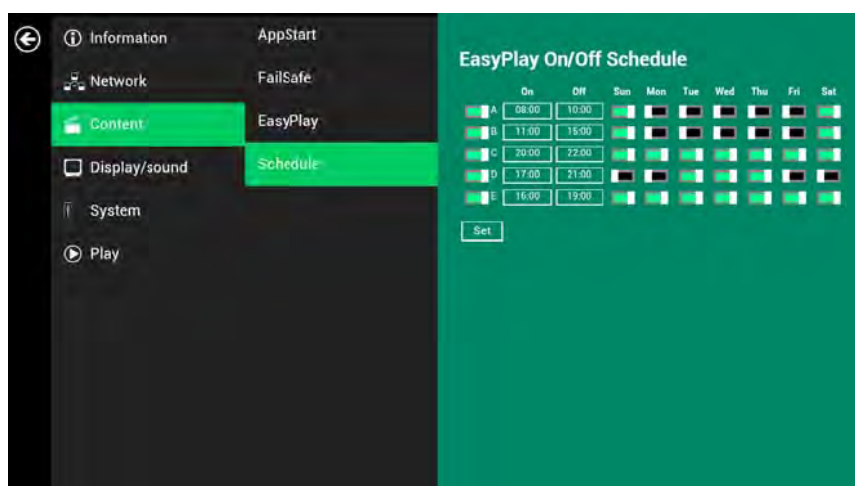 Information
Network
Content
Display/sound
System
Play
AppStart
FailSafe
EasyPlay
Schedule
EasyPlay On/Off Schedule
On Off Sun Mon Tue Wed Thu Fri Sat
A 08:00 10:00
B 11:00 15:00
C 20:00 22:00
D 17:00 21:00
E 16:00 19:00
Set